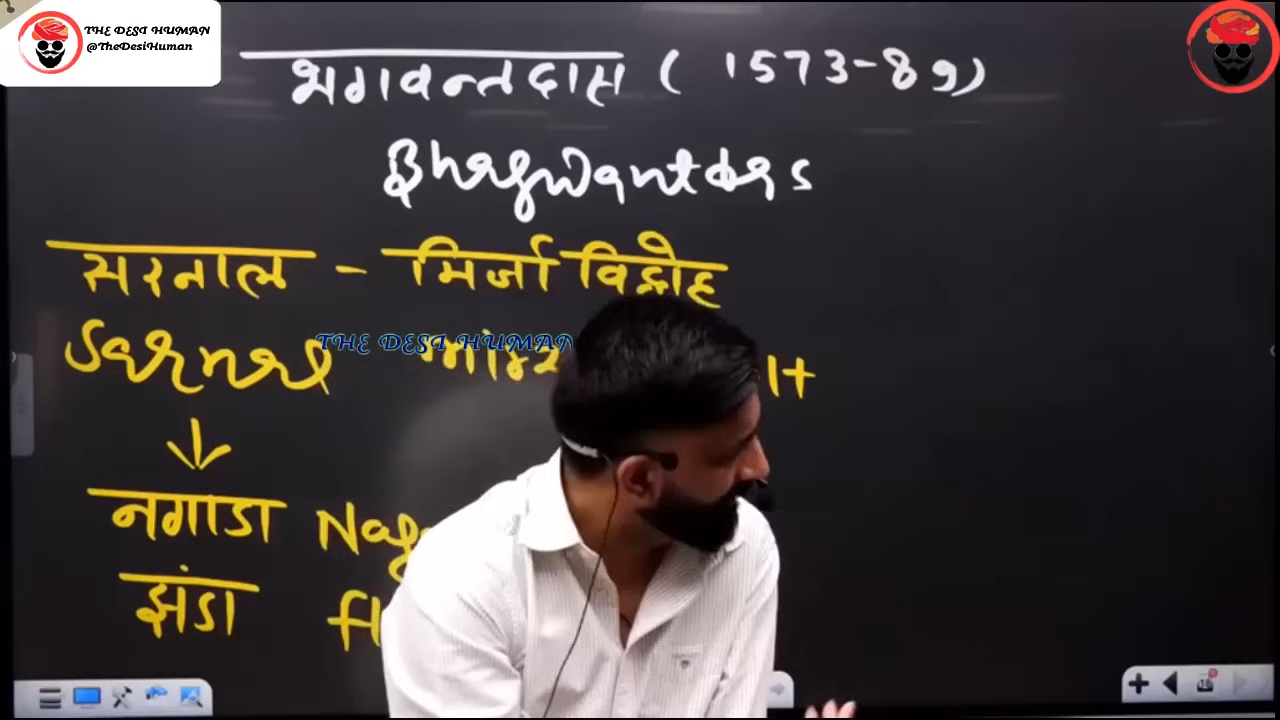 THE DESI HUMAN
@TheDesiHuman
भगवन्तदास ( 1573-89)
Bhagwantdas
सरनाल - मिर्जा विद्रोह
Sarnal
THE DESI HUMAN
नगाडा
झंडा